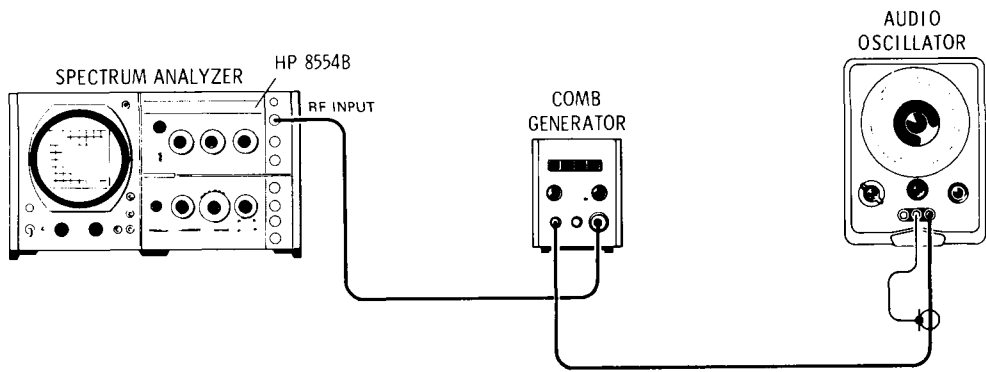 AUDIO
OSCILLATOR
HP 8554B
SPECTRUM ANALYZER
RF INPUT
COMB
GENERATOR